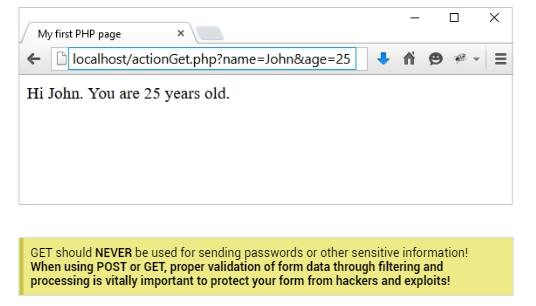 My first PHP page
localhost/actionGet.php?name=John&age=25
Hi John. You are 25 years old.
GET should NEVER be used for sending passwords or other sensitive information!
When using POST or GET, proper validation of form data through filtering and
processing is vitally important to protect your form from hackers and exploits!